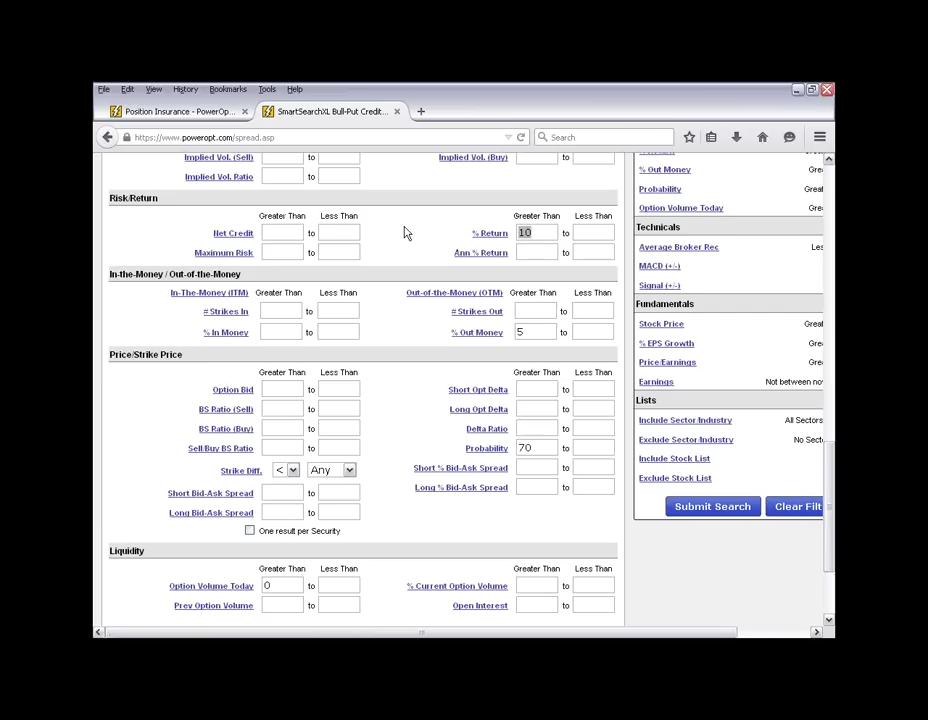 File Edit View History Bookmarks Tools Help
Position Insurance - PowerOp... × SmartSearchXL Bull-Put Credit... × +
https://www.poweropt.com/spread.asp Search
Implied Vol. (Sell) to Implied Vol. (Buy) to
Implied Vol. Ratio to
Risk/Return
Greater Than Less Than Greater Than Less Than
Net Credit to % Return 10 to
Maximum Risk to Ann % Return to
In-the-Money / Out-of-the-Money
In-The-Money (ITM) Greater Than Less Than Out-of-the-Money (OTM) Greater Than Less Than
# Strikes In to # Strikes Out to
% In Money to % Out Money 5 to
Price/Strike Price
Greater Than Less Than Greater Than Less Than
Option Bid to Short Opt Delta to
BS Ratio (Sell) to Long Opt Delta to
BS Ratio (Buy) to Delta Ratio to
Sell/Buy BS Ratio to Probability 70 to
Strike Diff. < Any Short % Bid-Ask Spread to
Short Bid-Ask Spread to Long % Bid-Ask Spread to
Long Bid-Ask Spread to
One result per Security
Liquidity
Greater Than Less Than Greater Than Less Than
Option Volume Today 0 to % Current Option Volume to
Prev Option Volume to Open Interest to
% Out Money Gre
Probability Gre
Option Volume Today Gre
Technicals
Average Broker Rec Les
MACD (+/-)
Signal (+/-)
Fundamentals
Stock Price Great
% EPS Growth Gre
Price/Earnings Gre
Earnings Not between no
Lists
Include Sector/Industry All Sectors
Exclude Sector/Industry No Sect
Include Stock List
Exclude Stock List
Submit Search Clear Filt